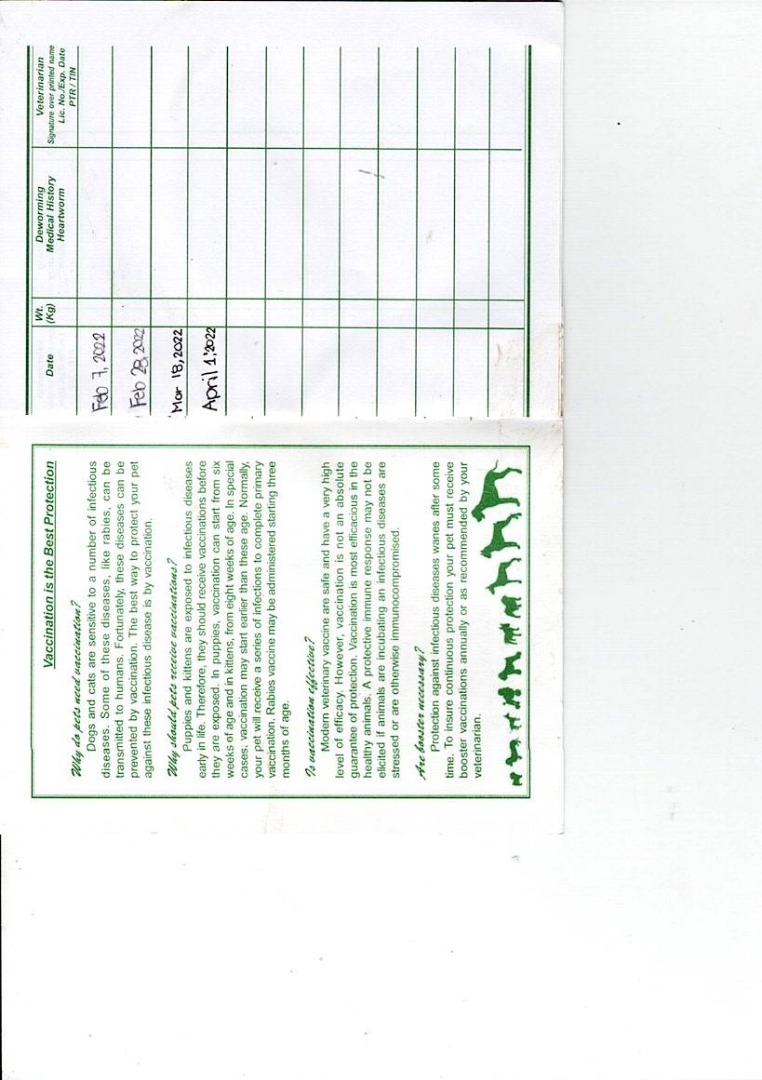 Vaccination is the Best Protection
Why do pets need vaccination?
Dogs and cats are sensitive to a number of infectious
diseases. Some of these diseases, like rabies, can be
transmitted to humans. Fortunately, these diseases can be
prevented by vaccination. The best way to protect your pet
against these infectious disease is by vaccination.
Why should pets receive vaccinations?
Puppies and kittens are exposed to infectious diseases
early in life. Therefore, they should receive vaccinations before
they are exposed. In puppies, vaccination can start from six
weeks of age and in kittens, from eight weeks of age. In special
cases, vaccination may start earlier than these age. Normally,
your pet will receive a series of infections to complete primary
vaccination. Rabies vaccine may be administered starting three
months of age.
Is vaccination effective?
Modern veterinary vaccine are safe and have a very high
level of efficacy. However, vaccination is not an absolute
guarantee of protection. Vaccination is most efficacious in the
healthy animals. A protective immune response may not be
elicited if animals are incubating an infectious diseases are
stressed or are otherwise immunocompromised.
Are booster necessary?
Protection against infectious diseases wanes after some
time. To insure continuous protection your pet must receive
booster vaccinations annually or as recommended by your
veterinarian.
Date
Wt.
(Kg)
Deworming
Medical History
Heartworm
Veterinarian
Signature over printed name
Lic. No./Exp. Date
PTR / TIN
Feb 7, 2022
Feb 28, 2022
Mar 18, 2022
April 1, 2022